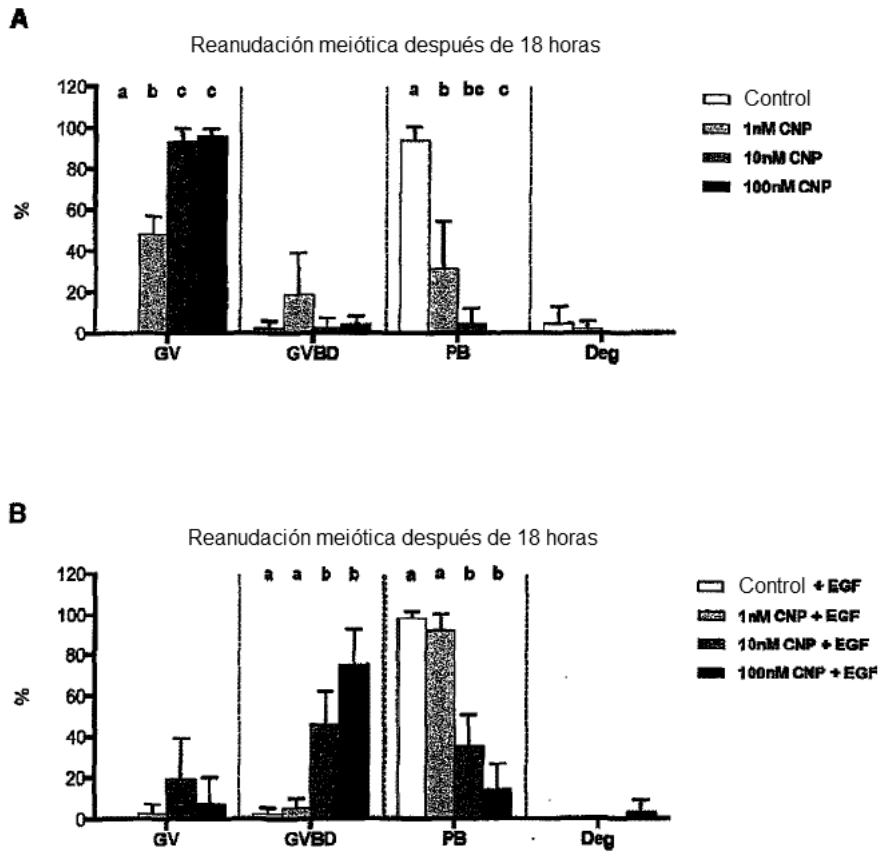 A
Reanudación meiótica después de 18 horas
120
100
80
60
40
20
0
%
a b c c
a b bc c
GV
GVBD
PB
Deg
Control
1nM CNP
10nM CNP
100nM CNP
B
Reanudación meiótica después de 18 horas
120
100
80
60
40
20
0
%
a a b b
a a b b
GV
GVBD
PB
Deg
Control + EGF
1nM CNP + EGF
10nM CNP + EGF
100nM CNP + EGF